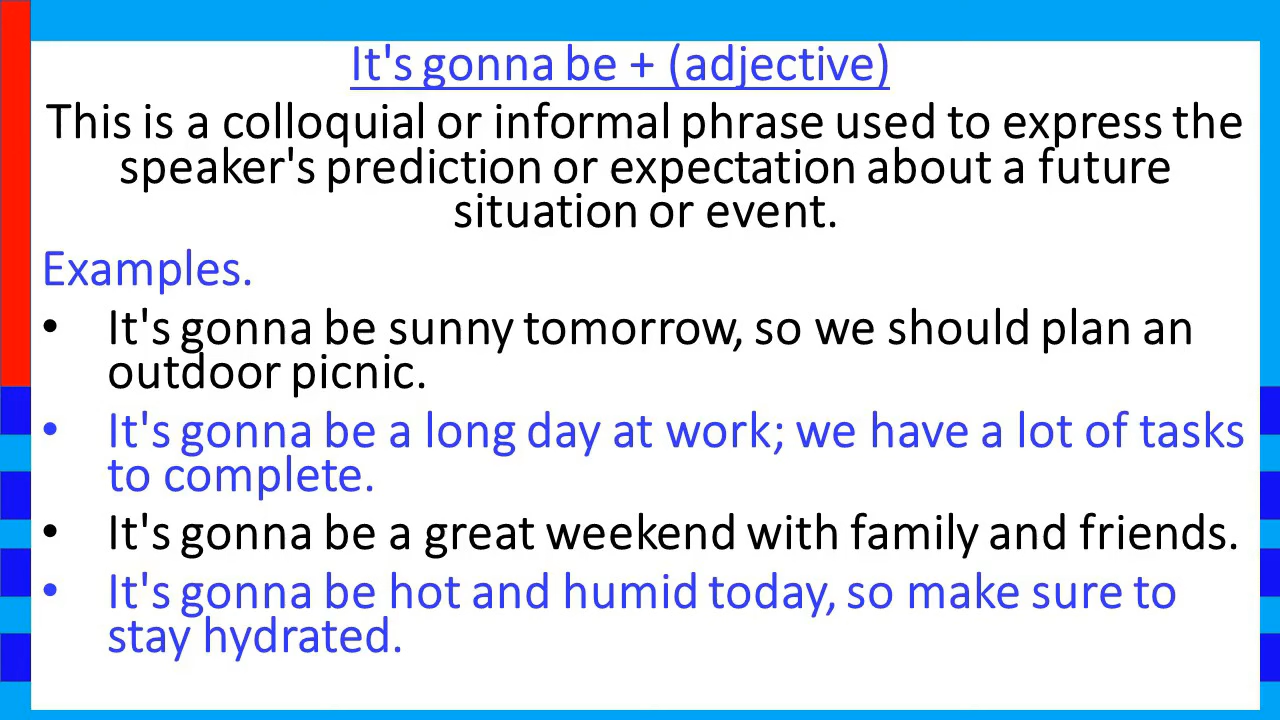 It's gonna be + (adjective)
This is a colloquial or informal phrase used to express the
speaker's prediction or expectation about a future
situation or event.
Examples.
• It's gonna be sunny tomorrow, so we should plan an
outdoor picnic.
• It's gonna be a long day at work; we have a lot of tasks
to complete.
• It's gonna be a great weekend with family and friends.
• It's gonna be hot and humid today, so make sure to
stay hydrated.